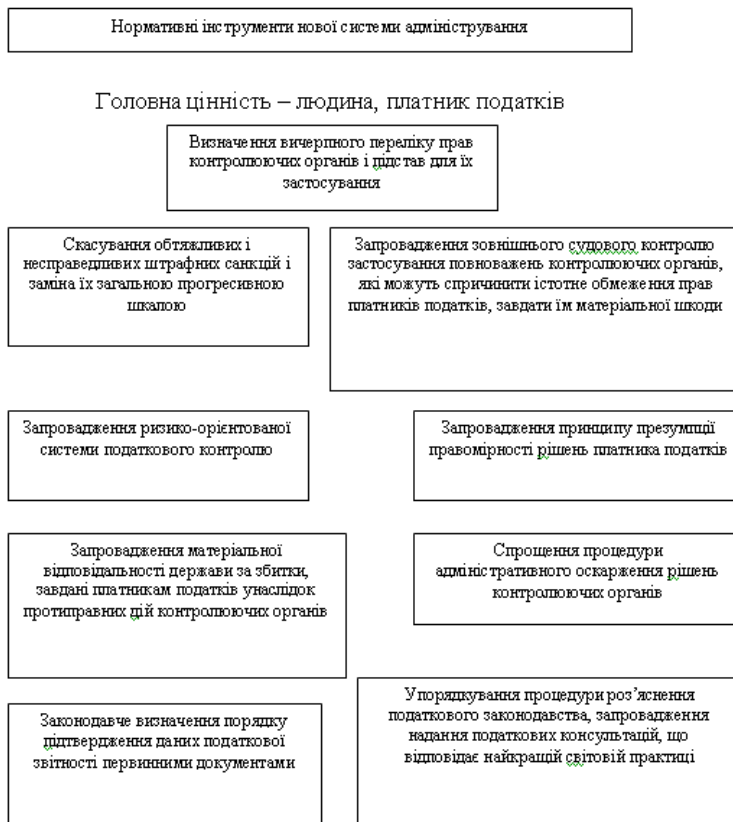 Нормативні інструменти нової системи адміністрування
Головна цінність – людина, платник податків
Визначення вичерпного переліку прав
контролюючих органів і підстав для їх
застосування
Скасування обтяжливих і
несправедливих штрафних санкцій і
заміна їх загальною прогресивною
шкалою
Запровадження зовнішнього судового контролю
застосування повноважень контролюючих органів,
які можуть спричинити істотне обмеження прав
платників податків, завдати їм матеріальної шкоди
Запровадження ризико-орієнтованої
системи податкового контролю
Запровадження принципу презумпції
правомірності рішень платника податків
Запровадження матеріальної
відповідальності держави за збитки,
завдані платникам податків унаслідок
протиправних дій контролюючих органів
Спрощення процедури
адміністративного оскарження рішень
контролюючих органів
Законодавче визначення порядку
підтвердження даних податкової
звітності первинними документами
Упорядкування процедури роз’яснення
податкового законодавства, запровадження
надання податкових консультацій, що
відповідає найкращій світовій практиці